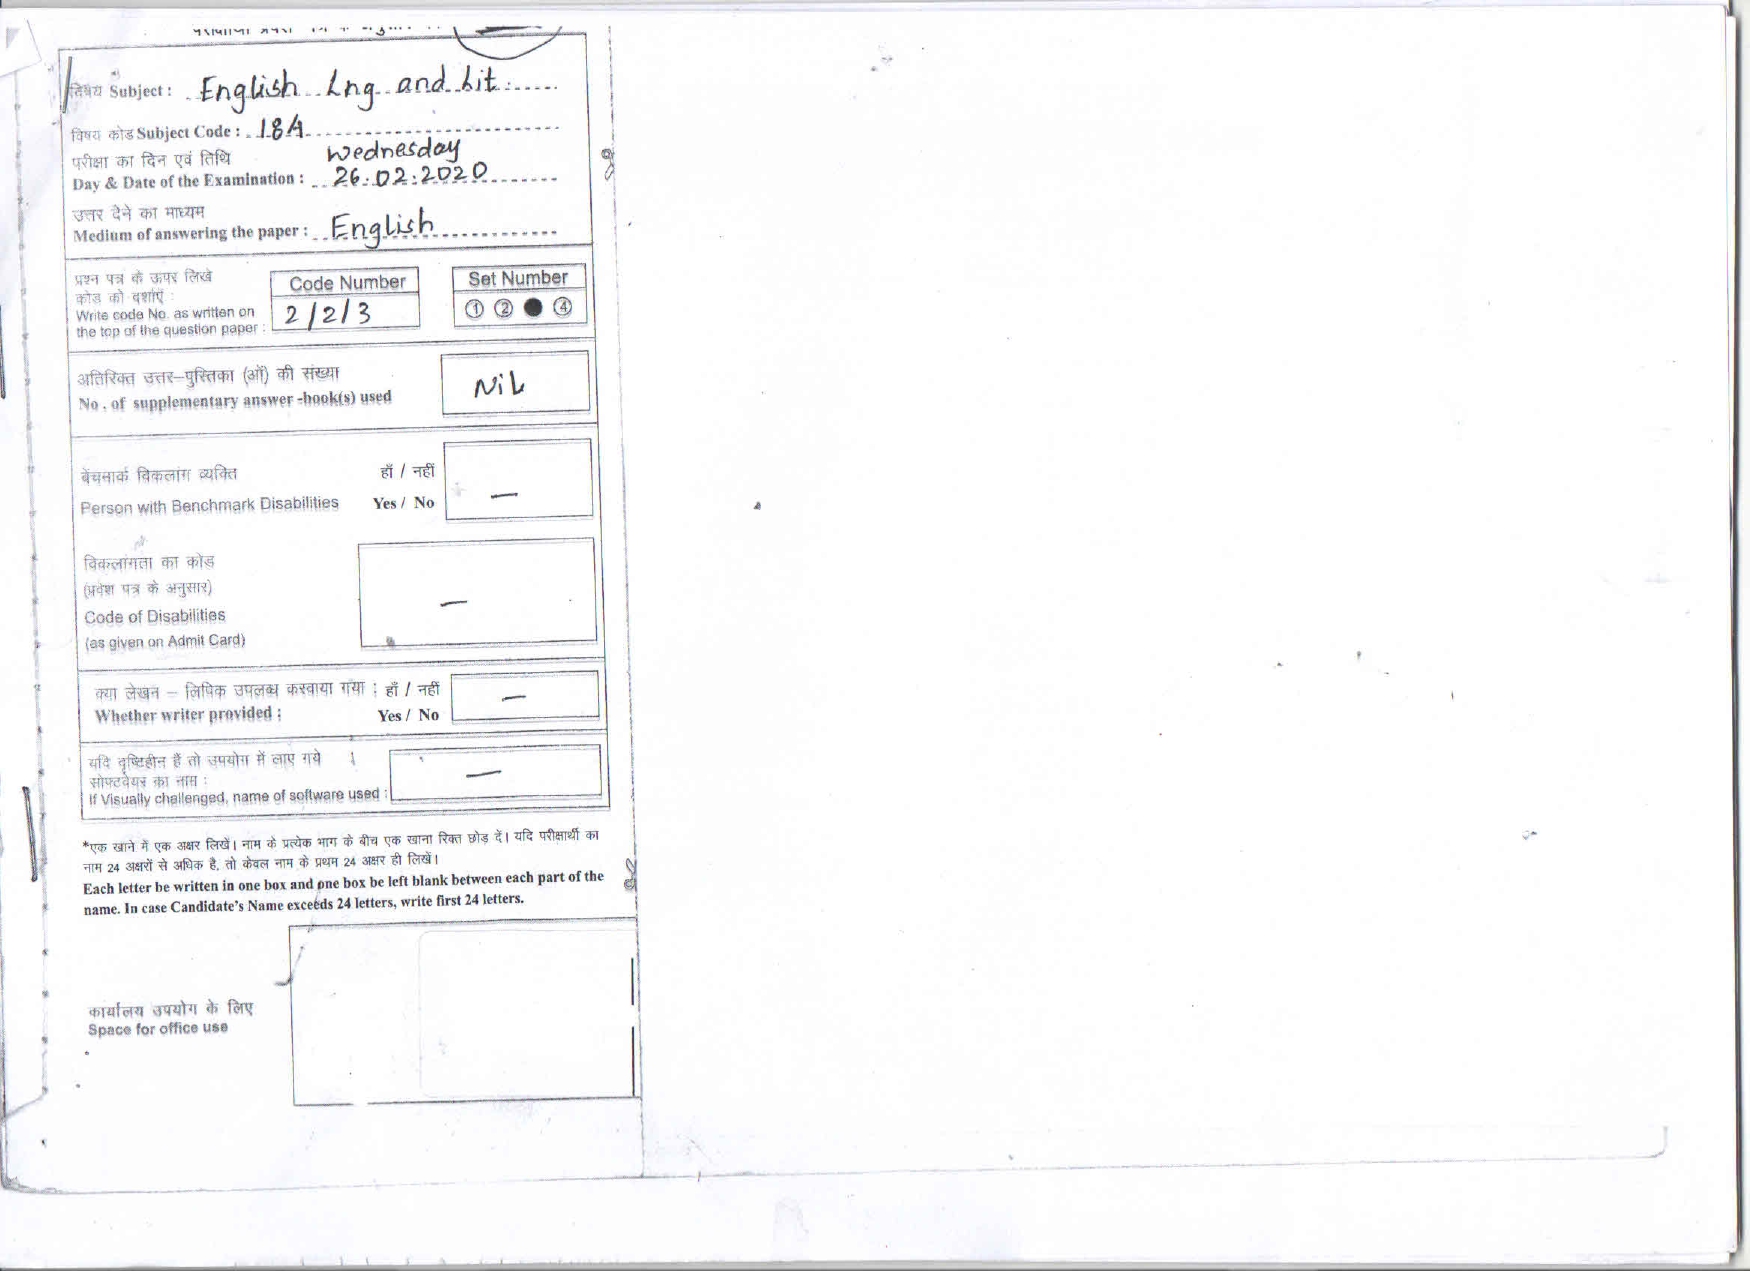 विषय Subject : English Lng and Lit
विषय कोड Subject Code : 184
परीक्षा का दिन एवं तिथि Wednesday
Day & Date of the Examination : 26.02.2020
उत्तर देने का माध्यम
Medium of answering the paper : English
प्रश्न पत्र के ऊपर लिखे
कोड को दर्शाए :
Write code No. as written on
the top of the question paper :
Code Number
2/2/3
Set Number
① ② ● ④
अतिरिक्त उत्तर–पुस्तिका (ओं) की संख्या
No . of supplementary answer -book(s) used
NiL
बेंचमार्क विकलांग व्यक्ति हाँ / नहीं
Person with Benchmark Disabilities Yes / No
—
विकलांगता का कोड
(प्रवेश पत्र के अनुसार)
Code of Disabilities
(as given on Admit Card)
—
क्या लेखन – लिपिक उपलब्ध करवाया गया : हाँ / नहीं
Whether writer provided : Yes / No
—
यदि दृष्टिहीन हैं तो उपयोग में लाए गये
सोफ्टवेयर का नाम :
If Visually challenged, name of software used :
—
*एक खाने में एक अक्षर लिखें। नाम के प्रत्येक भाग के बीच एक खाना रिक्त छोड़ दें। यदि परीक्षार्थी का
नाम 24 अक्षरों से अधिक है, तो केवल नाम के प्रथम 24 अक्षर ही लिखें।
Each letter be written in one box and one box be left blank between each part of the
name. In case Candidate's Name exceeds 24 letters, write first 24 letters.
कार्यालय उपयोग के लिए
Space for office use